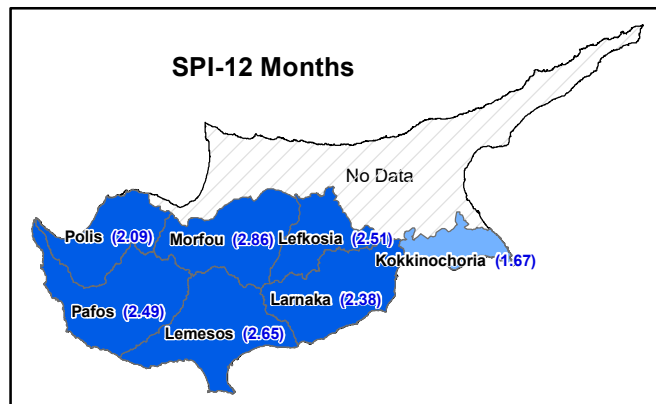 SPI-12 Months
No Data
Polis (2.09)
Morfou (2.86)
Lefkosia (2.51)
Kokkinochoria (1.67)
Pafos (2.49)
Larnaka (2.38)
Lemesos (2.65)